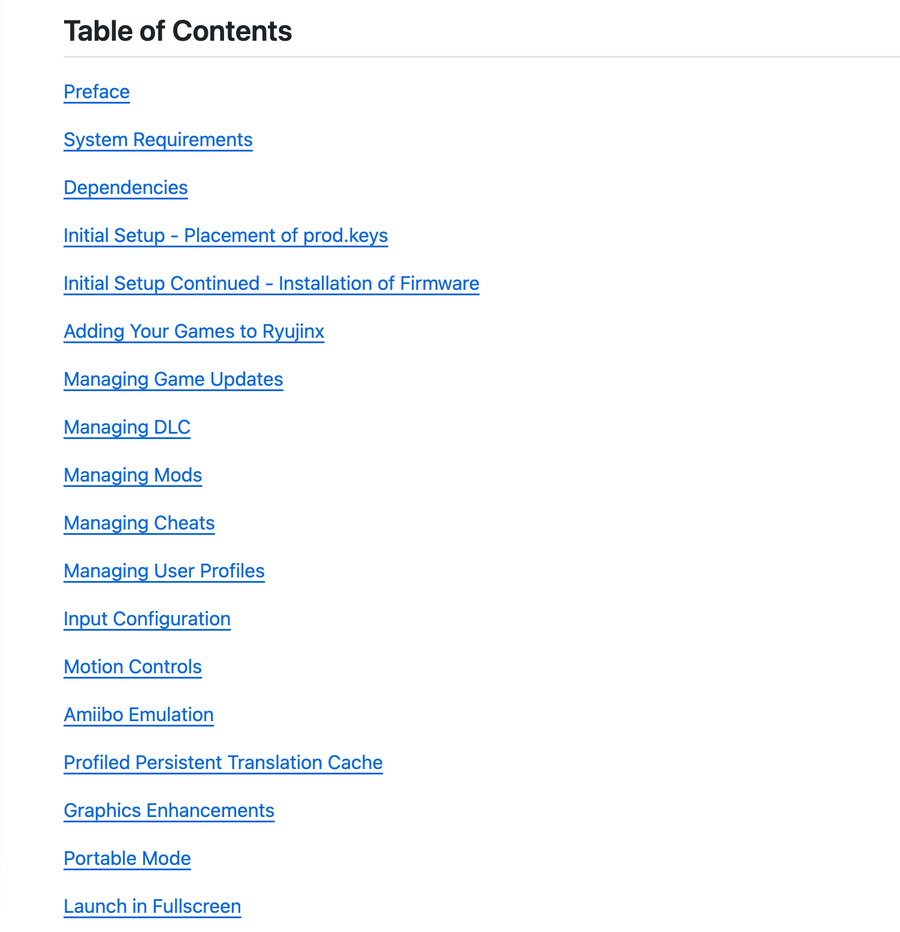 Table of Contents
Preface
System Requirements
Dependencies
Initial Setup - Placement of prod.keys
Initial Setup Continued - Installation of Firmware
Adding Your Games to Ryujinx
Managing Game Updates
Managing DLC
Managing Mods
Managing Cheats
Managing User Profiles
Input Configuration
Motion Controls
Amiibo Emulation
Profiled Persistent Translation Cache
Graphics Enhancements
Portable Mode
Launch in Fullscreen